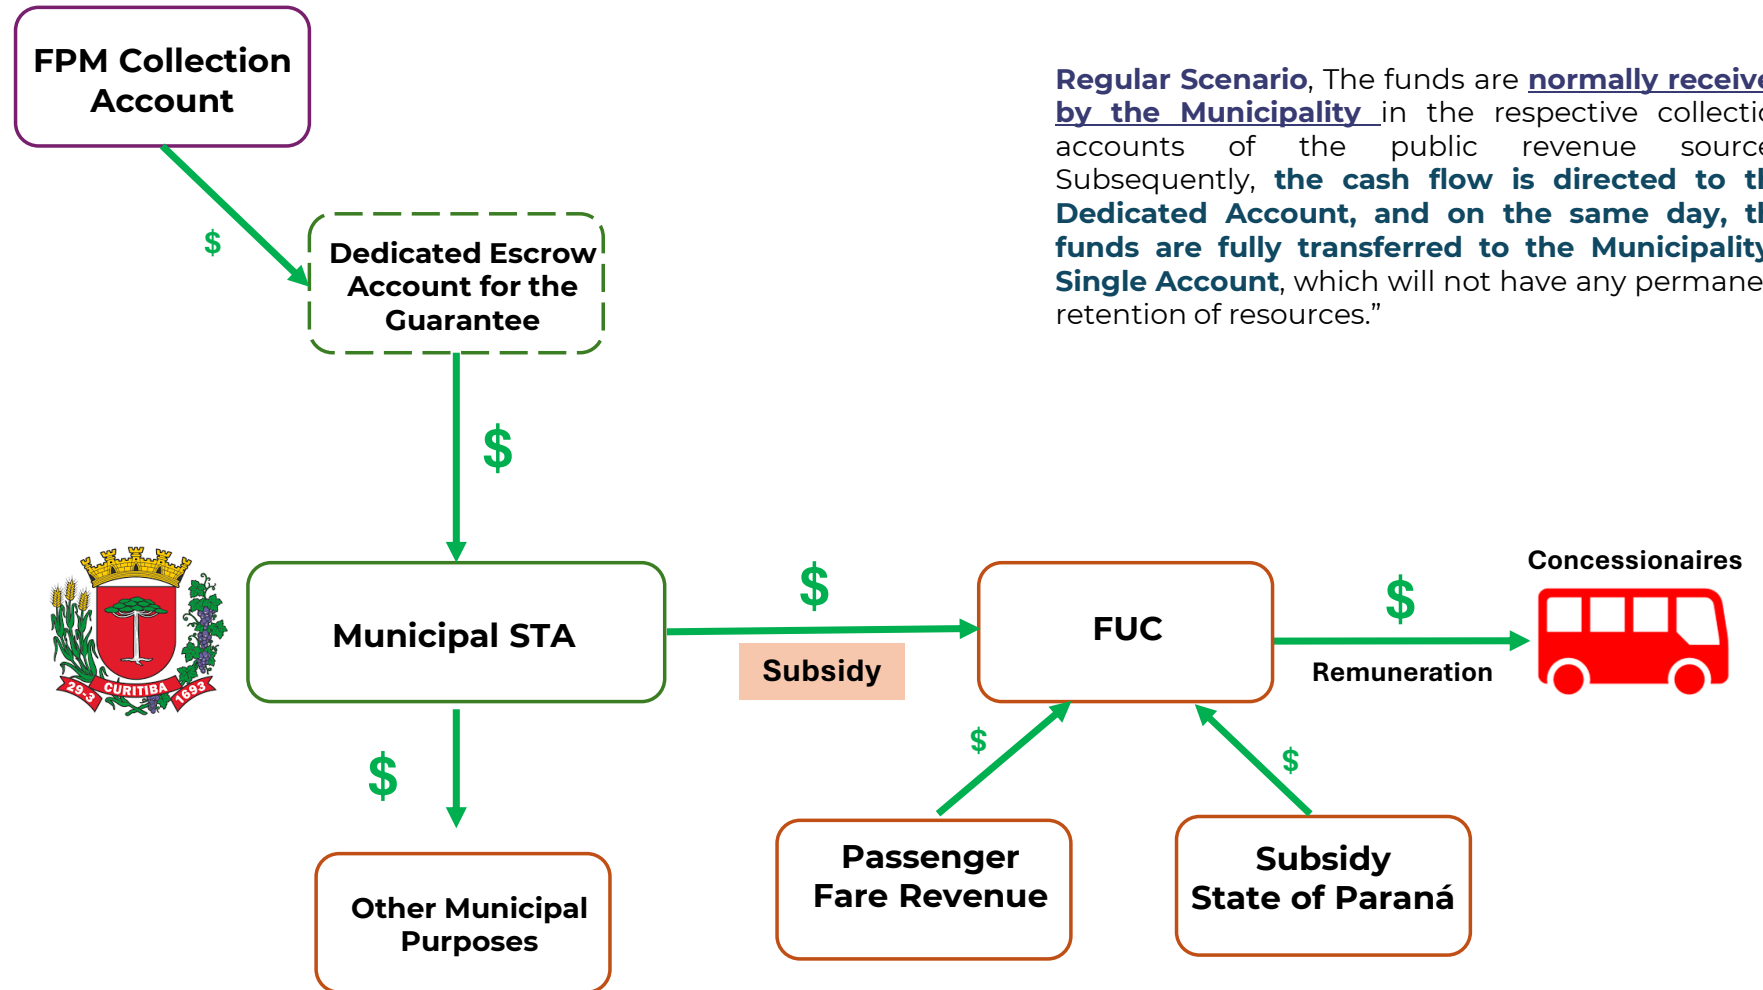 FPM Collection
Account
Regular Scenario, The funds are normally receive
by the Municipality in the respective collectio
accounts of the public revenue source
Subsequently, the cash flow is directed to th
Dedicated Account, and on the same day, th
funds are fully transferred to the Municipality
Single Account, which will not have any permane
retention of resources.”
$
Dedicated Escrow
Account for the
Guarantee
$
Concessionaires
$
$
Municipal STA
FUC
Subsidy
Remuneration
29-3
CURITIBA
1693
$
$
$
Passenger
Fare Revenue
Subsidy
State of Paraná
Other Municipal
Purposes